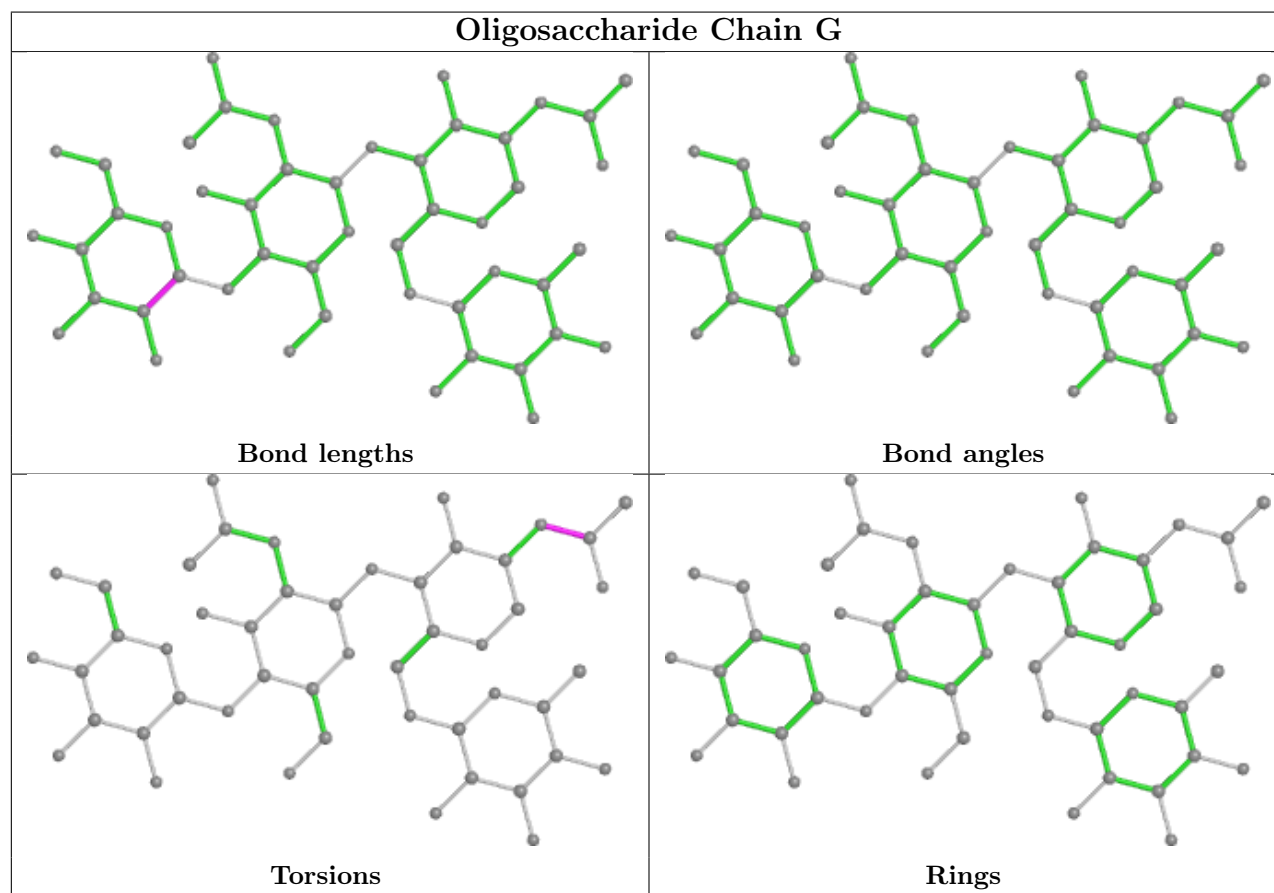 Oligosaccharide Chain G
Bond lengths
Bond angles
Torsions
Rings